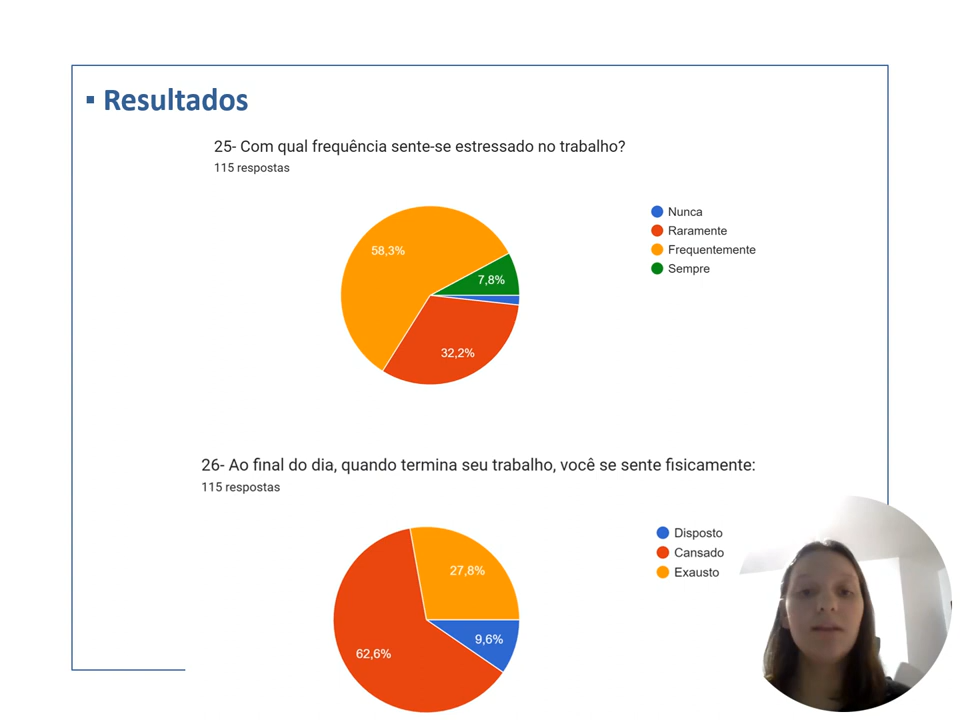 ▪ Resultados
25- Com qual frequência sente-se estressado no trabalho?
115 respostas
Nunca
Raramente
Frequentemente
Sempre
58,3%
7,8%
32,2%
26- Ao final do dia, quando termina seu trabalho, você se sente fisicamente:
115 respostas
Disposto
Cansado
Exausto
27,8%
9,6%
62,6%